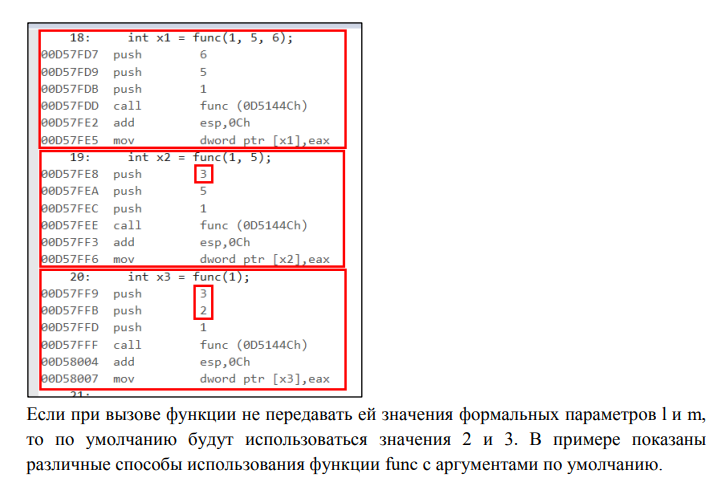 18: int x1 = func(1, 5, 6);
00D57FD7 push 6
00D57FD9 push 5
00D57FDB push 1
00D57FDD call func (0D5144Ch)
00D57FE2 add esp,0Ch
00D57FE5 mov dword ptr [x1],eax
19: int x2 = func(1, 5);
00D57FE8 push 3
00D57FEA push 5
00D57FEC push 1
00D57FEE call func (0D5144Ch)
00D57FF3 add esp,0Ch
00D57FF6 mov dword ptr [x2],eax
20: int x3 = func(1);
00D57FF9 push 3
00D57FFB push 2
00D57FFD push 1
00D57FFF call func (0D5144Ch)
00D58004 add esp,0Ch
00D58007 mov dword ptr [x3],eax
21:
Если при вызове функции не передавать ей значения формальных параметров l и m,
то по умолчанию будут использоваться значения 2 и 3. В примере показаны
различные способы использования функции func с аргументами по умолчанию.